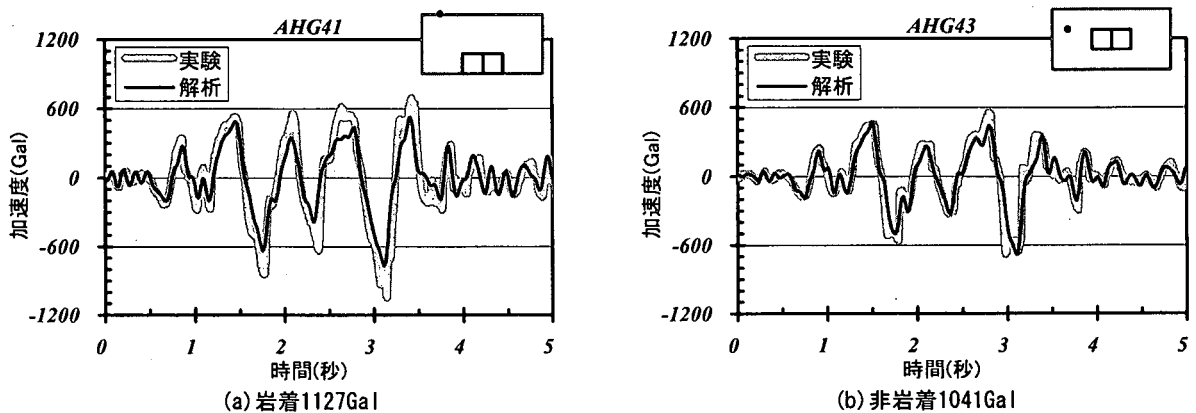 AHG41
1200
600
0
-600
-1200
加速度(Gal)
実験
解析
0 1 2 3 4 5
時間(秒)
(a)岩着1127Gal
AHG43
1200
600
0
-600
-1200
加速度(Gal)
実験
解析
0 1 2 3 4 5
時間(秒)
(b)非岩着1041Gal